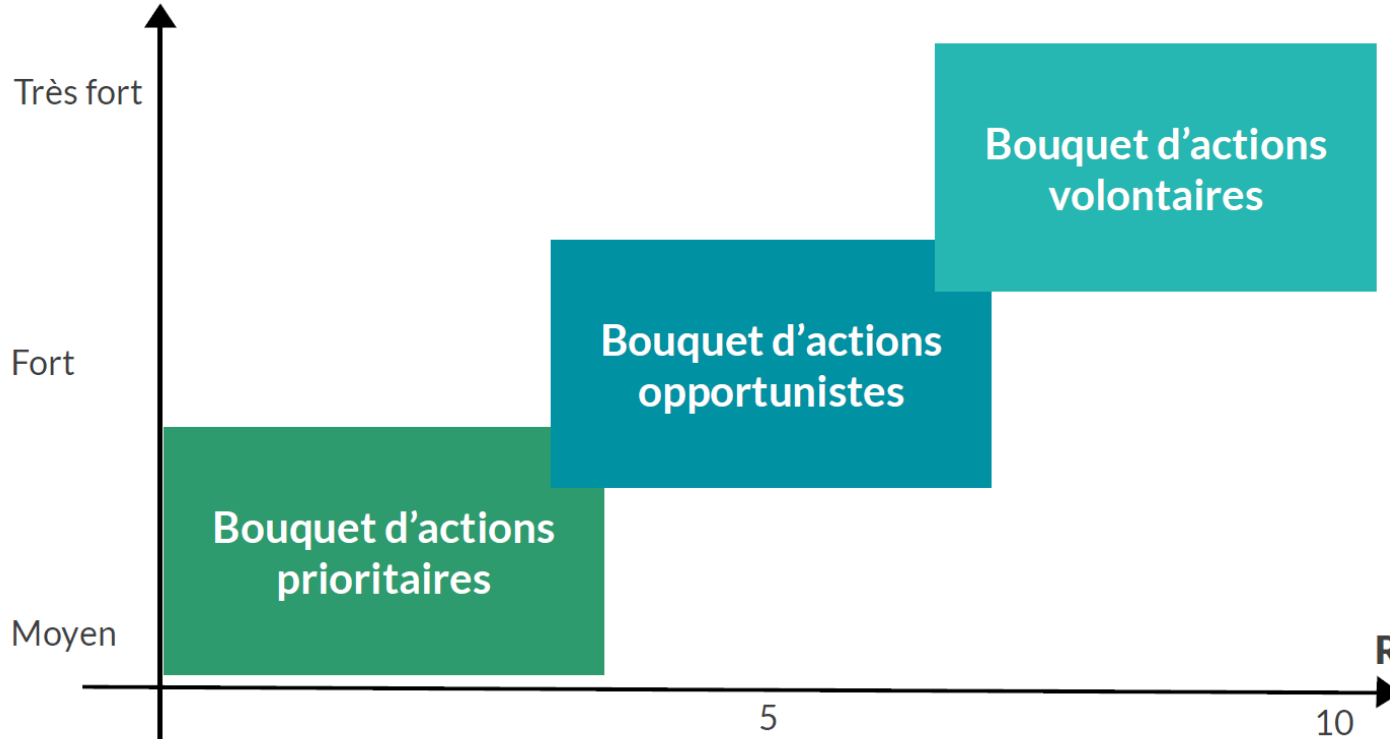 Très fort
Bouquet d’actions
volontaires
Bouquet d’actions
opportunistes
Fort
Bouquet d’actions
prioritaires
Moyen
R
5
10